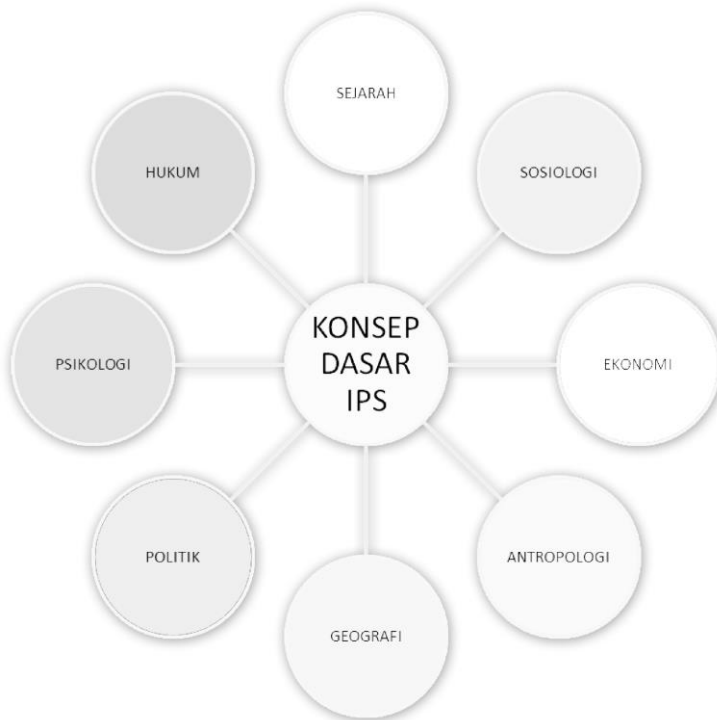 SEJARAH
SOSIOLOGI
EKONOMI
ANTROPOLOGI
GEOGRAFI
POLITIK
PSIKOLOGI
HUKUM
KONSEP
DASAR
IPS